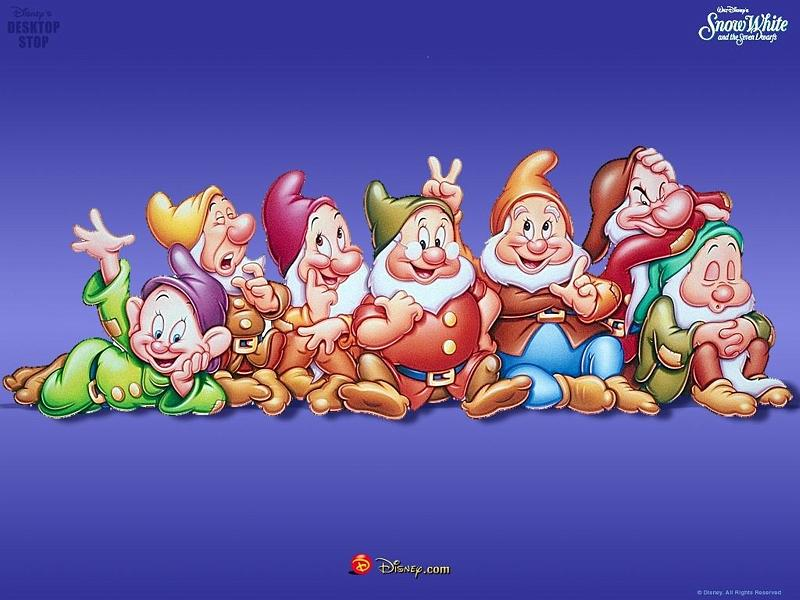 Disney's
DESKTOP
STOP
Walt Disney's
Snow White
and the Seven Dwarfs
Disney.com
© Disney. All Rights Reserved